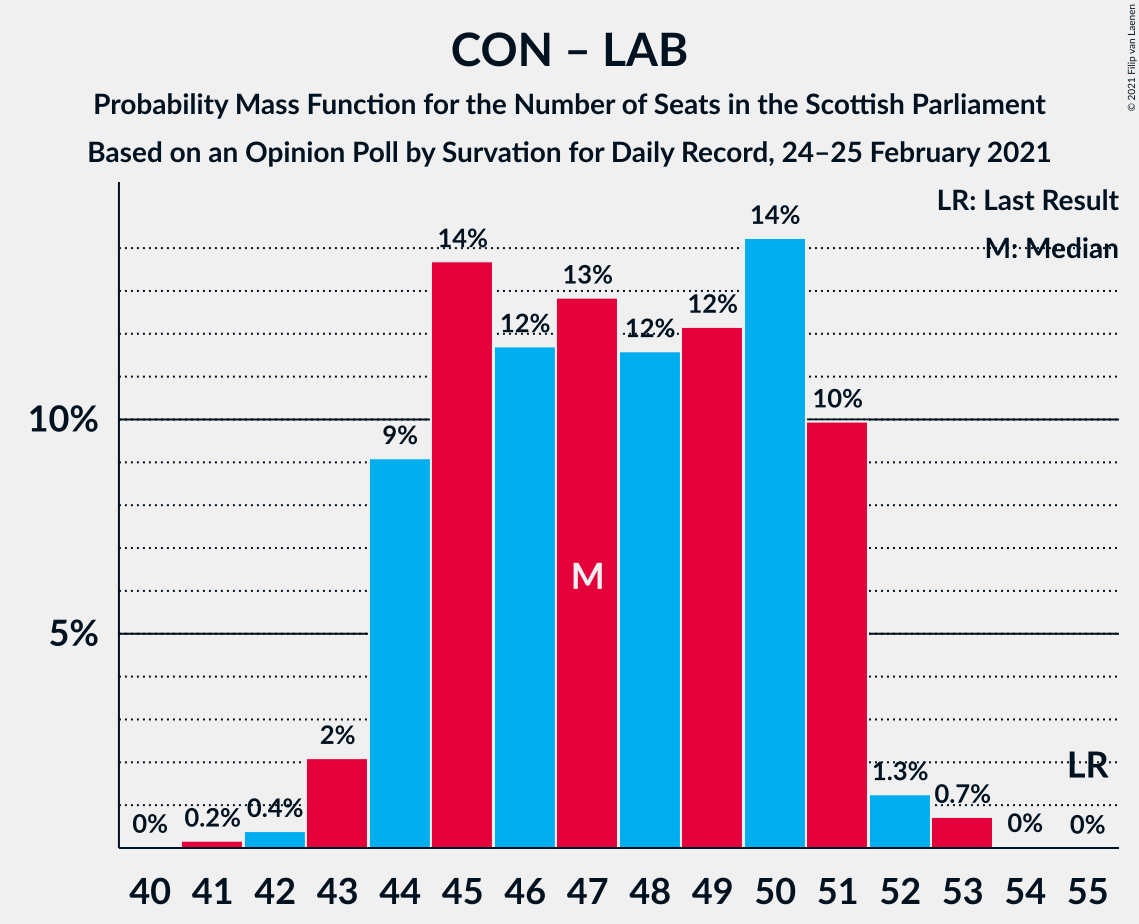 CON – LAB
Probability Mass Function for the Number of Seats in the Scottish Parliament
Based on an Opinion Poll by Survation for Daily Record, 24–25 February 2021
© 2021 Filip van Laenen
LR: Last Result
M: Median
10%
5%
0%
0.2%
0.4%
2%
9%
14%
12%
13%
12%
12%
14%
10%
1.3%
0.7%
0%
0%
M
LR
40 41 42 43 44 45 46 47 48 49 50 51 52 53 54 55